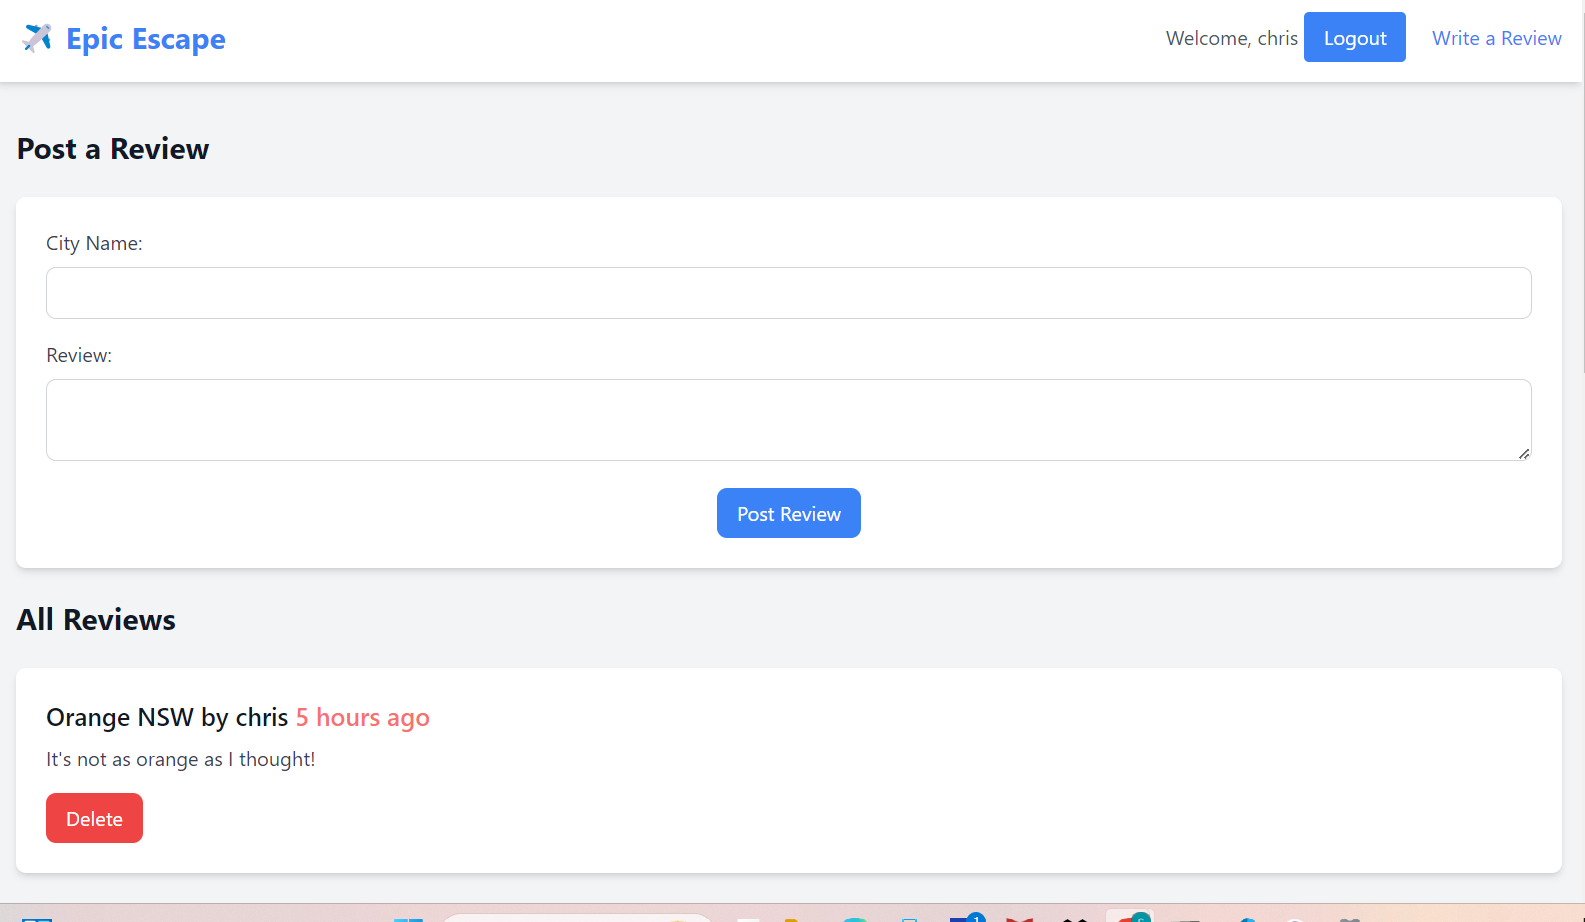 Epic Escape
Welcome, chris Logout Write a Review
Post a Review
City Name:
Review:
Post Review
All Reviews
Orange NSW by chris 5 hours ago
It's not as orange as I thought!
Delete
1